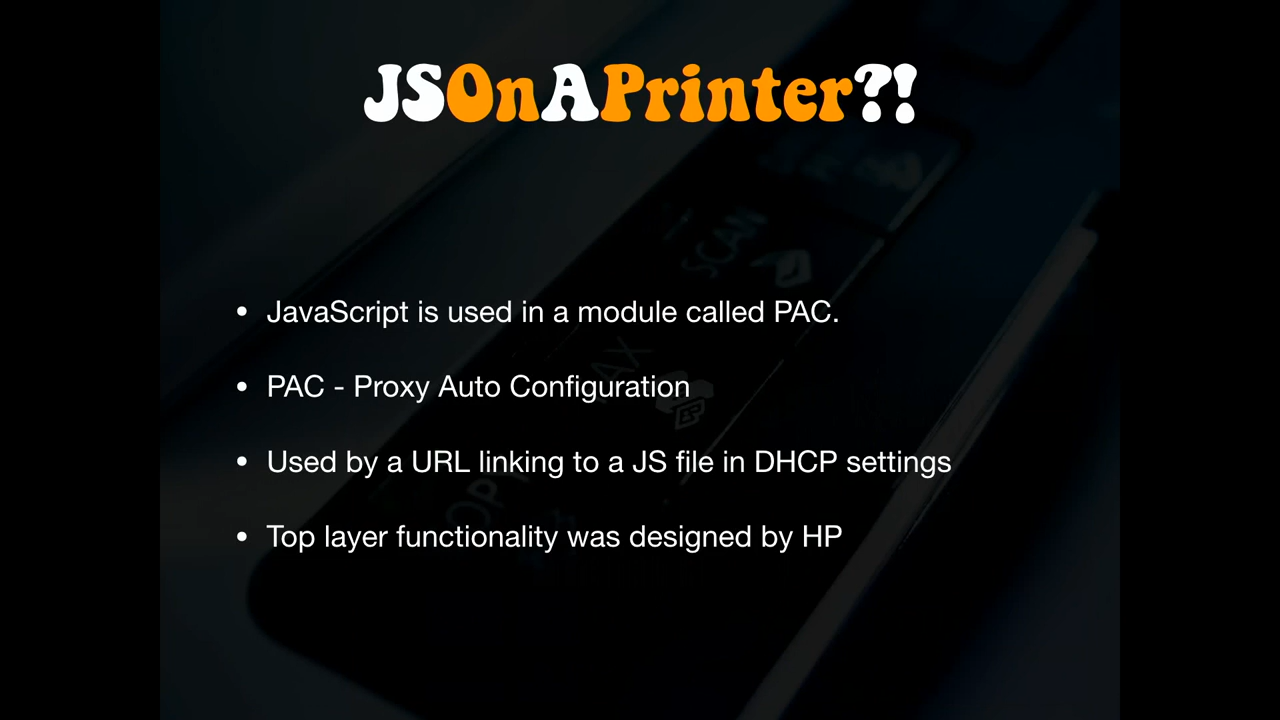 JSOnAPrinter?!
SCAN
• JavaScript is used in a module called PAC.
• PAC - Proxy Auto Configuration
• Used by a URL linking to a JS file in DHCP settings
• Top layer functionality was designed by HP